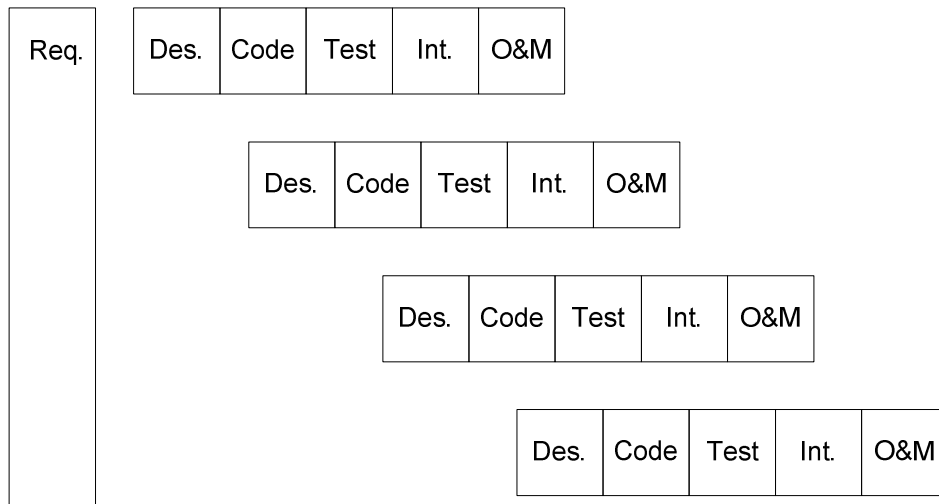 Req. Des. Code Test Int. O&M
Des. Code Test Int. O&M
Des. Code Test Int. O&M
Des. Code Test Int. O&M